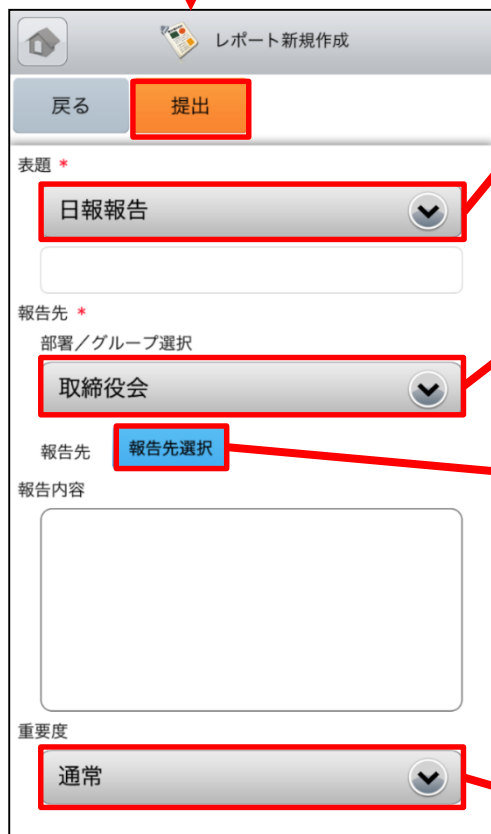 レポート新規作成
戻る 提出
表題 *
日報報告
報告先 *
部署／グループ選択
取締役会
報告先 報告先選択
報告内容
重要度
通常